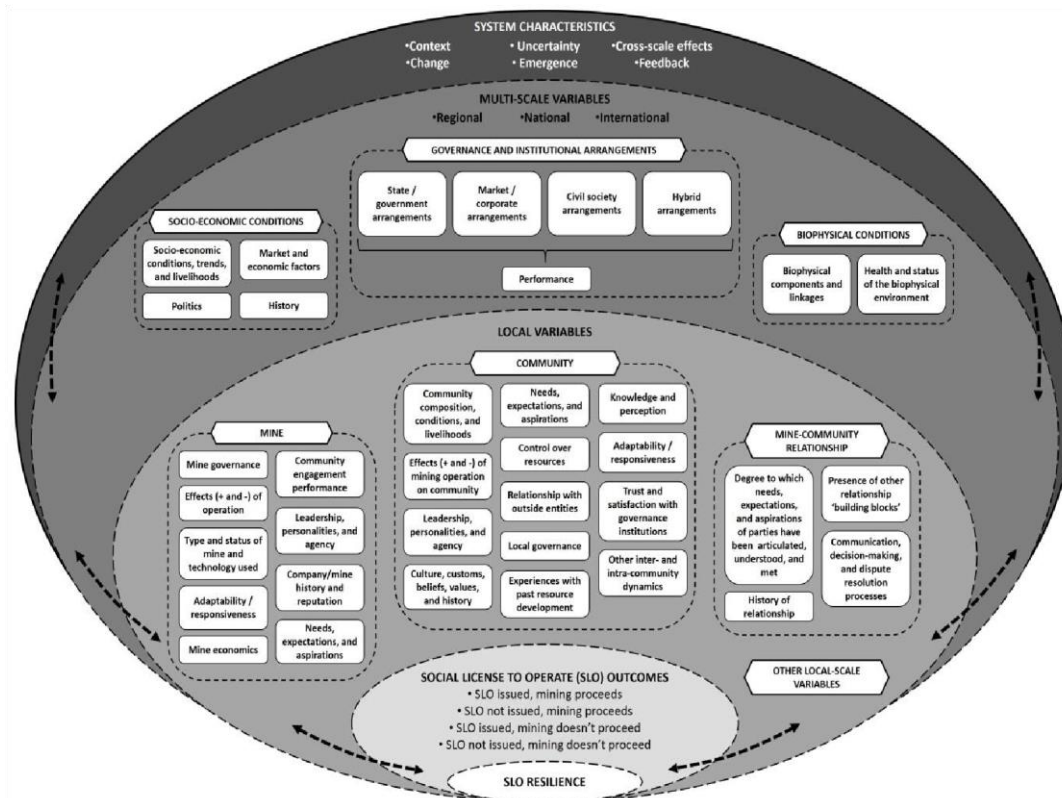 SYSTEM CHARACTERISTICS
•Context •Uncertainty •Cross-scale effects
•Change •Emergence •Feedback
MULTI-SCALE VARIABLES
•Regional •National •International
GOVERNANCE AND INSTITUTIONAL ARRANGEMENTS
State /
government
arrangements
Market /
corporate
arrangements
Civil society
arrangements
Hybrid
arrangements
Performance
SOCIO-ECONOMIC CONDITIONS
Socio-economic
conditions, trends,
and livelihoods
Market and
economic factors
Politics
History
BIOPHYSICAL CONDITIONS
Biophysical
components and
linkages
Health and status
of the biophysical
environment
LOCAL VARIABLES
MINE
Mine governance
Effects (+ and -) of
operation
Type and status of
mine and
technology used
Adaptability /
responsiveness
Mine economics
Community
engagement
performance
Leadership,
personalities, and
agency
Company/mine
history and
reputation
Needs,
expectations, and
aspirations
COMMUNITY
Community
composition,
conditions, and
livelihoods
Effects (+ and -) of
mining operation
on community
Leadership,
personalities, and
agency
Culture, customs,
beliefs, values,
and history
Needs,
expectations, and
aspirations
Control over
resources
Relationship with
outside entities
Local governance
Experiences with
past resource
development
Knowledge and
perception
Adaptability /
responsiveness
Trust and
satisfaction with
governance
institutions
Other inter- and
intra-community
dynamics
MINE-COMMUNITY
RELATIONSHIP
Degree to which
needs,
expectations,
and aspirations
of parties have
been articulated,
understood, and
met
History of
relationship
Presence of other
relationship
'building blocks'
Communication,
decision-making,
and dispute
resolution
processes
OTHER LOCAL-SCALE
VARIABLES
SOCIAL LICENSE TO OPERATE (SLO) OUTCOMES
• SLO issued, mining proceeds
• SLO not issued, mining proceeds
• SLO issued, mining doesn't proceed
• SLO not issued, mining doesn't proceed
SLO RESILIENCE